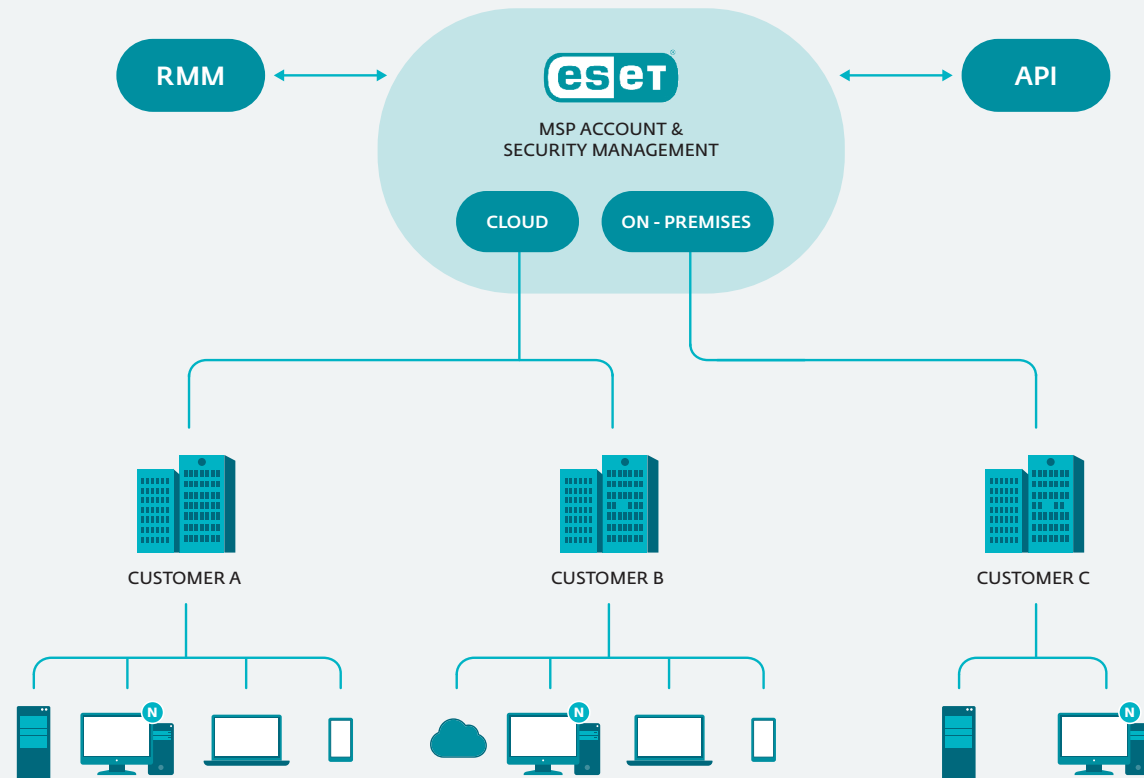 RMM
eseT
®
API
MSP ACCOUNT &
SECURITY MANAGEMENT
CLOUD
ON - PREMISES
CUSTOMER A
CUSTOMER B
CUSTOMER C
N
N
N